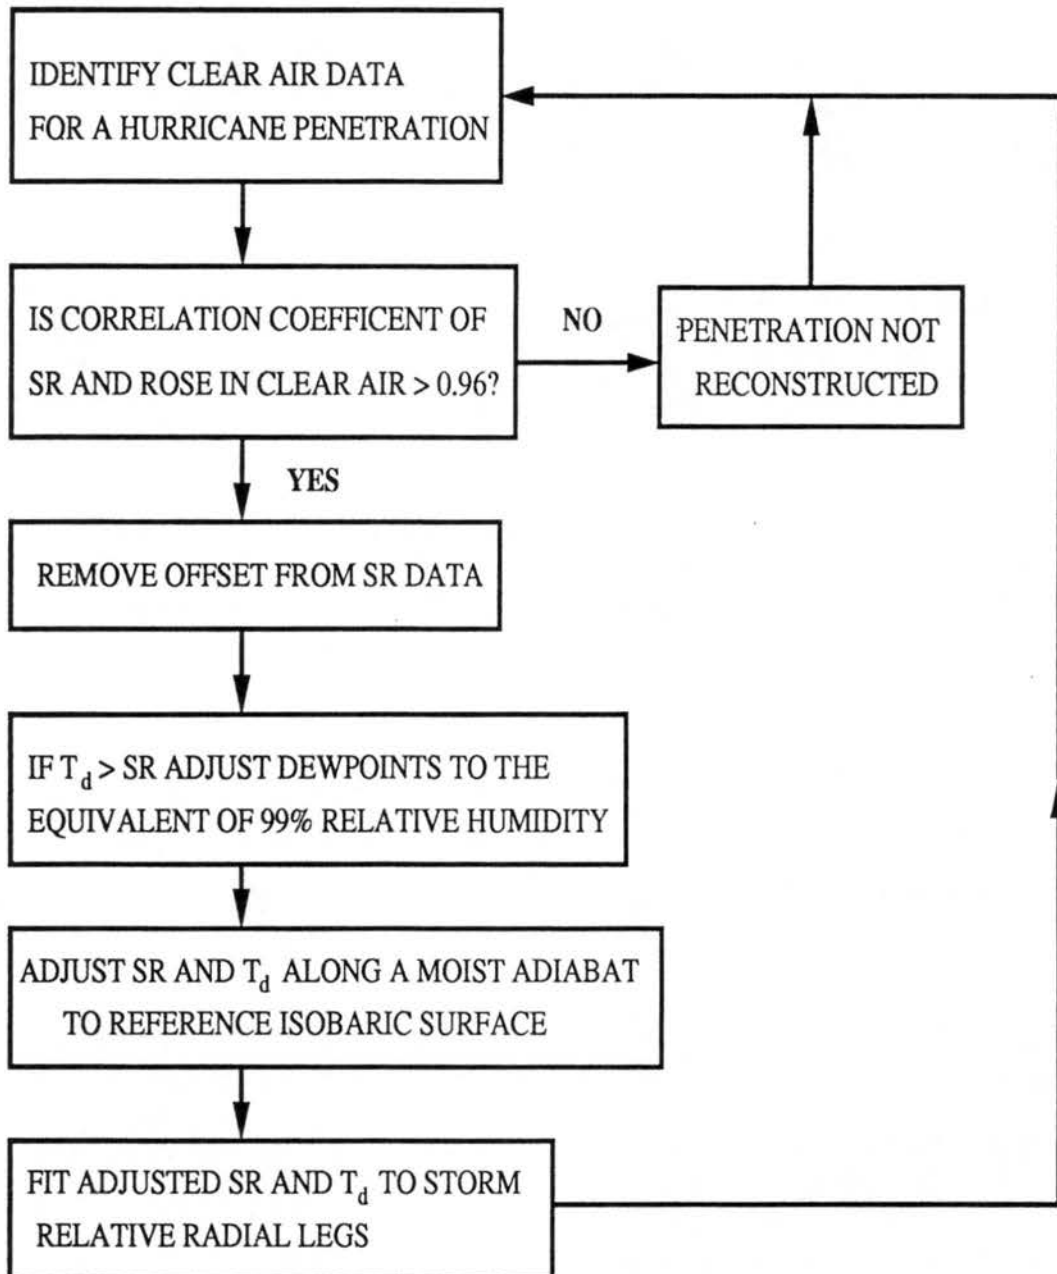 IDENTIFY CLEAR AIR DATA
FOR A HURRICANE PENETRATION
IS CORRELATION COEFFICENT OF
SR AND ROSE IN CLEAR AIR > 0.96?
NO
PENETRATION NOT
RECONSTRUCTED
YES
REMOVE OFFSET FROM SR DATA
IF Td > SR ADJUST DEWPOINTS TO THE
EQUIVALENT OF 99% RELATIVE HUMIDITY
ADJUST SR AND Td ALONG A MOIST ADIABAT
TO REFERENCE ISOBARIC SURFACE
FIT ADJUSTED SR AND Td TO STORM
RELATIVE RADIAL LEGS